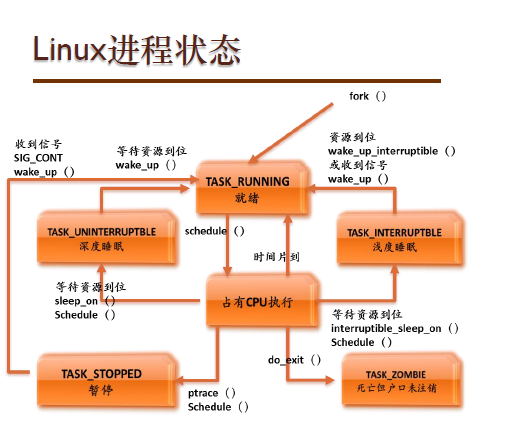 Linux进程状态
fork（）
收到信号
SIG_CONT
wake_up（）
等待资源到位
wake_up（）
资源到位
wake_up_interruptible（）
或收到信号
wake_up（）
TASK_RUNNING
就绪
TASK_UNINTERRUPTBLE
深度睡眠
schedule（）
时间片到
TASK_INTERRUPTBLE
浅度睡眠
等待资源到位
sleep_on（）
Schedule（）
占有CPU执行
等待资源到位
interruptible_sleep_on（）
Schedule（）
TASK_STOPPED
暂停
ptrace（）
Schedule（）
do_exit（）
TASK_ZOMBIE
死亡但户口未注销